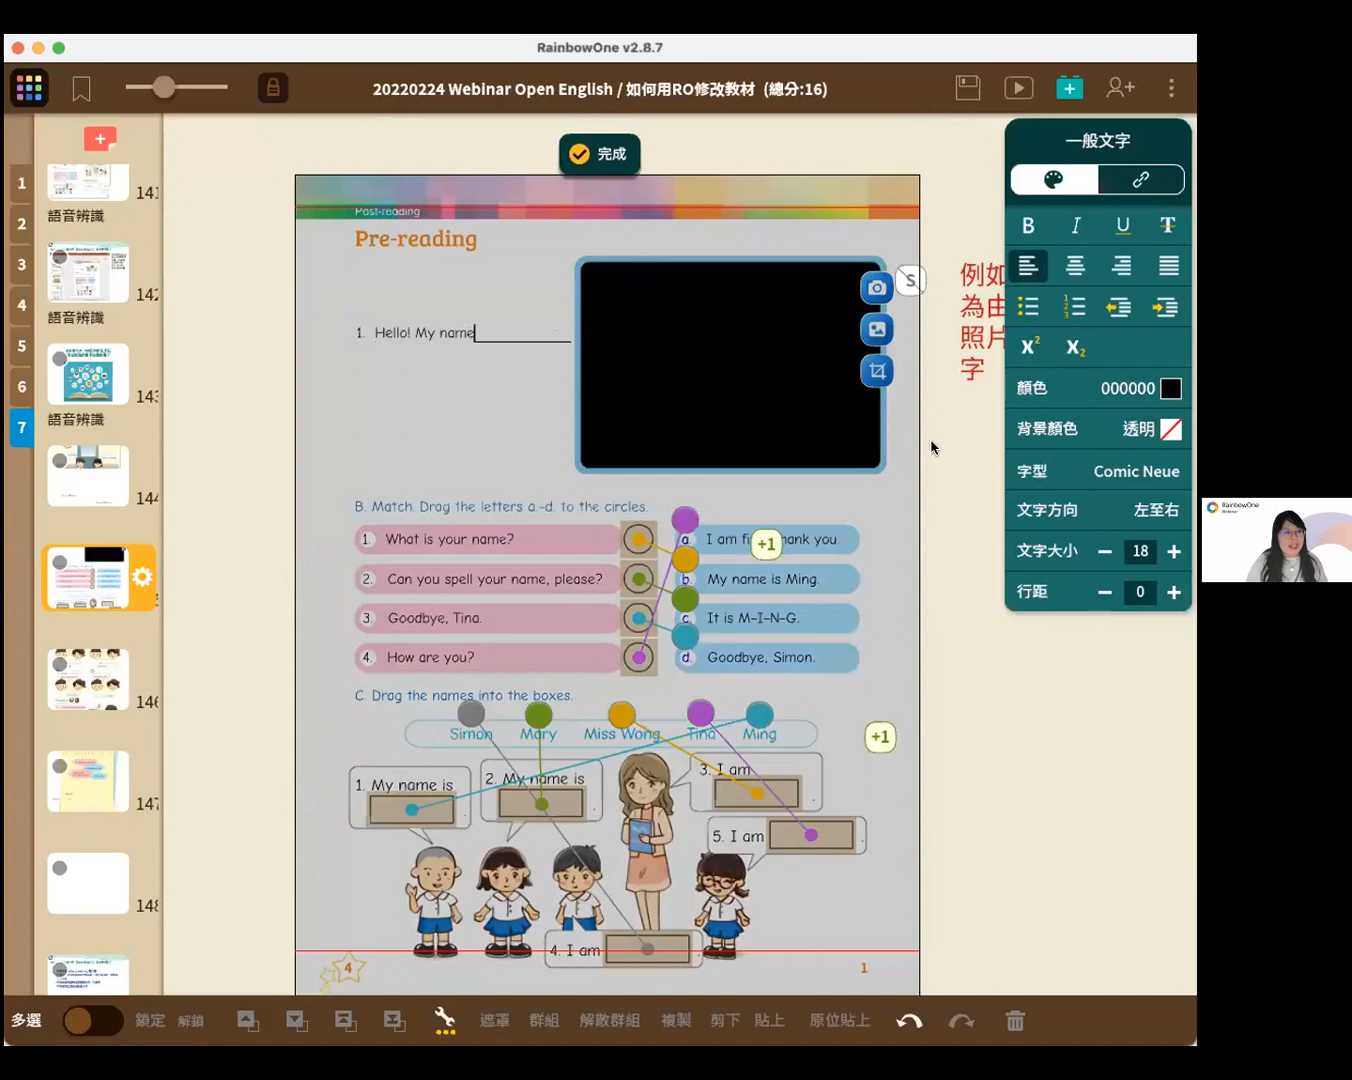 RainbowOne v2.8.7
20220224 Webinar Open English / 如何用RO修改教材 (總分:16)
完成
1
2
3
4
5
6
7
141
語音辨識
142
語音辨識
143
語音辨識
144
146
147
148
Post-reading
Pre-reading
1. Hello! My name
S
例如
為由
照片
字
B. Match. Drag the letters a.-d. to the circles.
1. What is your name?
a. I am fi
+1
hank you.
2. Can you spell your name, please?
b. My name is Ming.
3. Goodbye, Tina.
c. It is M-I-N-G.
4. How are you?
d. Goodbye, Simon.
C. Drag the names into the boxes.
Simon Mary Miss Wong Tina Ming
+1
1. My name is
2. My name is
3. I am
5. I am
4. I am
4
1
一般文字
B I U T
X² X₂
顏色 000000
背景顏色 透明
字型 Comic Neue
文字方向 左至右
文字大小 − 18 +
行距 − 0 +
RainbowOne
Webinar
多選 鎖定 解鎖 遮罩 群組 解散群組 複製 剪下 貼上 原位貼上